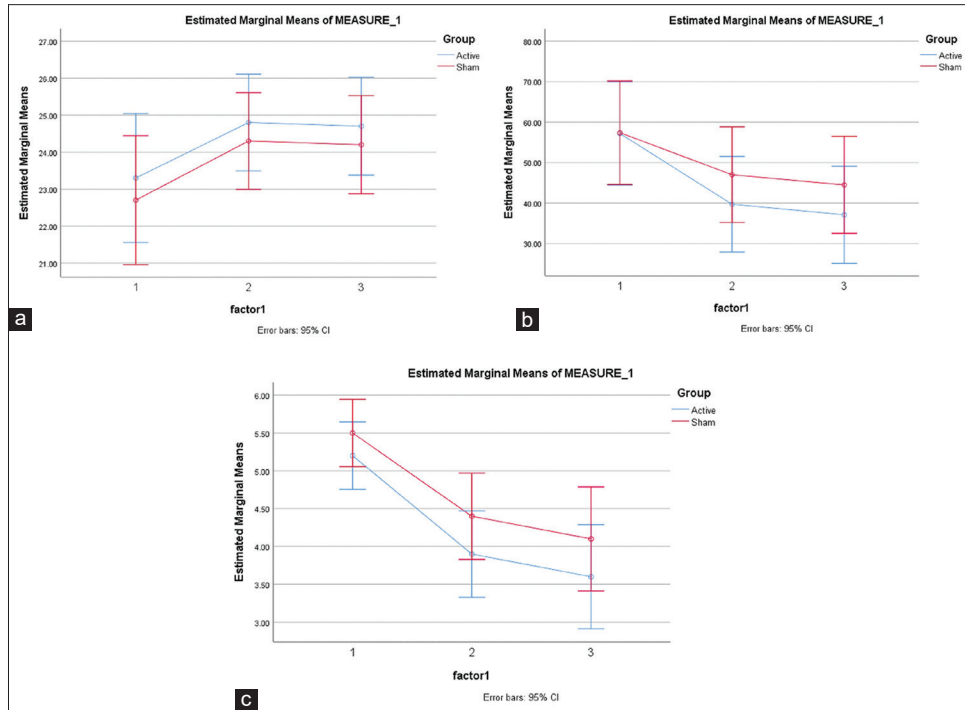 Estimated Marginal Means of MEASURE_1
Group
Active
Sham
27.00
26.00
25.00
24.00
23.00
22.00
21.00
Estimated Marginal Means
1 2 3
factor1
Error bars: 95% CI
a
Estimated Marginal Means of MEASURE_1
Group
Active
Sham
80.00
70.00
60.00
50.00
40.00
30.00
Estimated Marginal Means
1 2 3
factor1
Error bars: 95% CI
b
Estimated Marginal Means of MEASURE_1
Group
Active
Sham
6.00
5.50
5.00
4.50
4.00
3.50
3.00
Estimated Marginal Means
1 2 3
factor1
Error bars: 95% CI
c